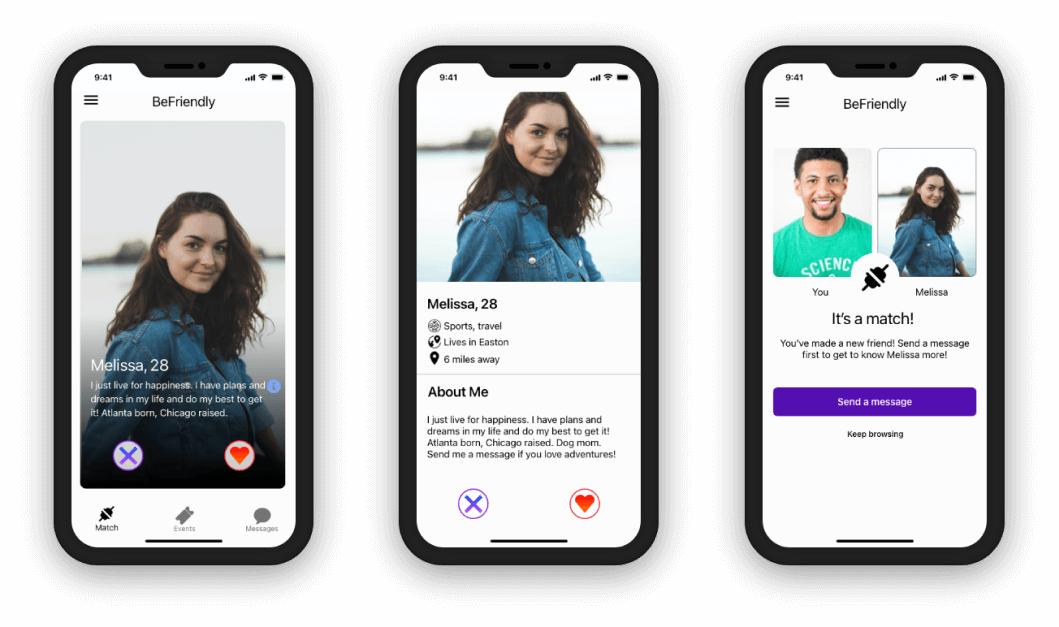 9:41
BeFriendly
Melissa, 28
I just live for happiness. I have plans and
dreams in my life and do my best to get
it! Atlanta born, Chicago raised.
Match
Events
Messages
9:41
Melissa, 28
Sports, travel
Lives in Easton
6 miles away
About Me
I just live for happiness. I have plans and
dreams in my life and do my best to get it!
Atlanta born, Chicago raised. Dog mom.
Send me a message if you love adventures!
9:41
BeFriendly
SCIENC
You
Melissa
It's a match!
You've made a new friend! Send a message
first to get to know Melissa more!
Send a message
Keep browsing